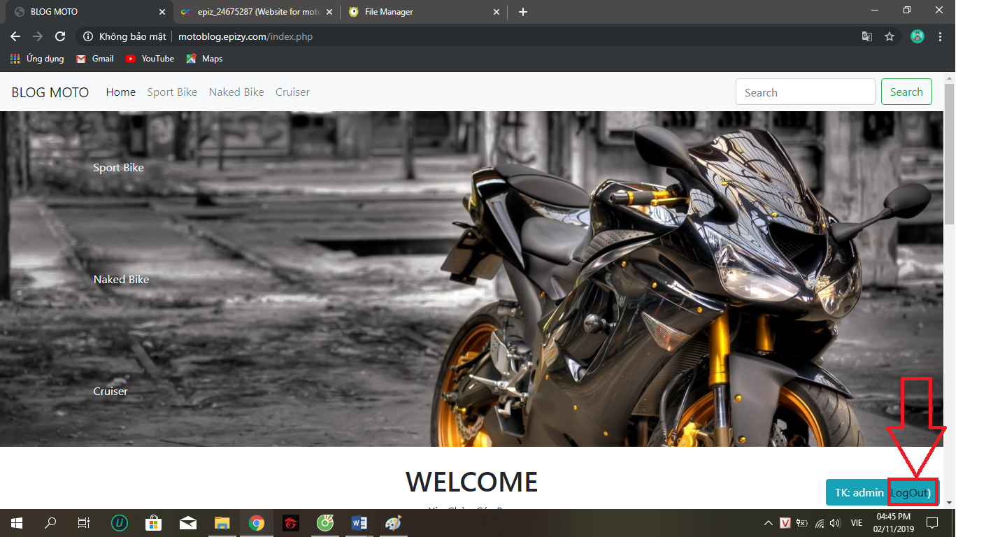 BLOG MOTO
epiz_24675287 (Website for moto
File Manager
Không bảo mật
motoblog.epizy.com/index.php
Ứng dụng
Gmail
YouTube
Maps
BLOG MOTO
Home
Sport Bike
Naked Bike
Cruiser
Search
Search
Sport Bike
Naked Bike
Cruiser
WELCOME
TK: admin
LogOut)
VIE
04:45 PM
02/11/2019